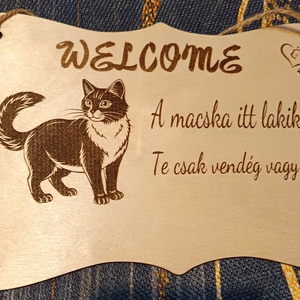 WELCOME
A macska itt lakik
Te csak vendég vagy